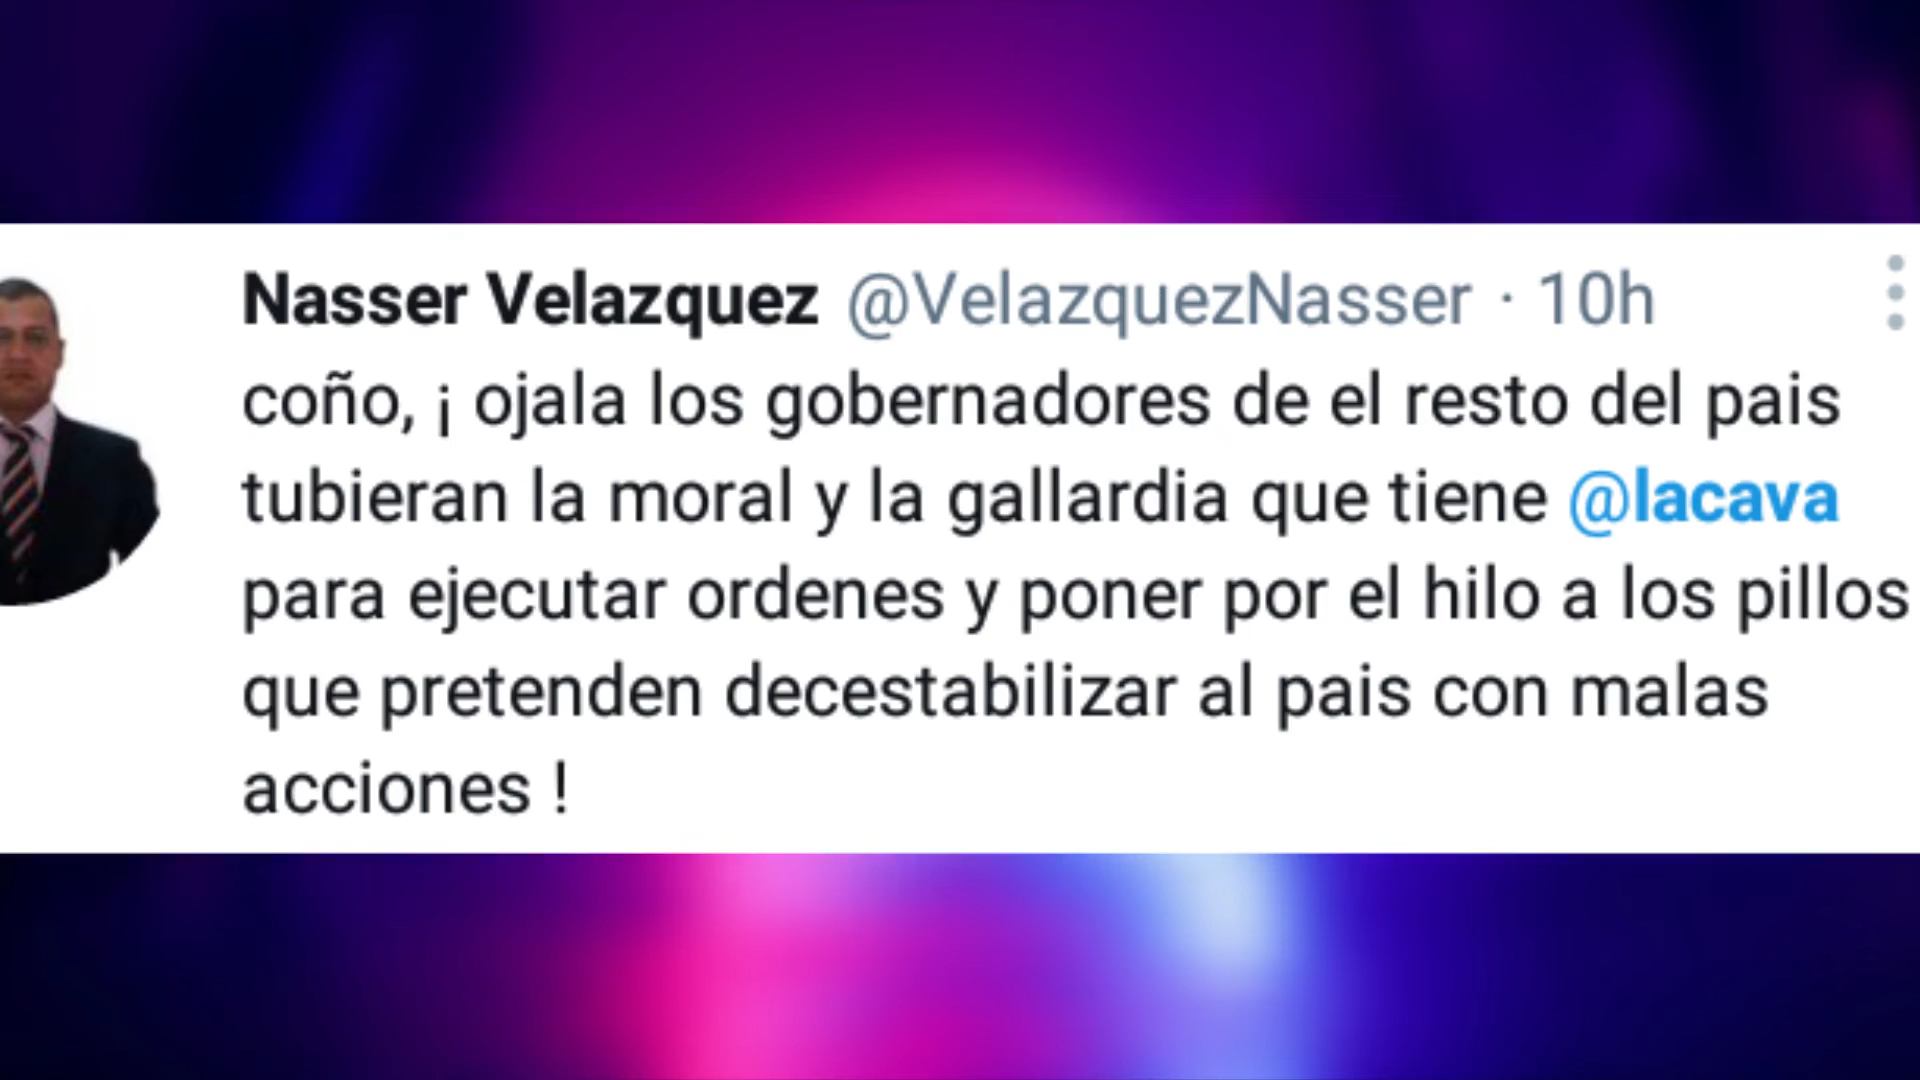 Nasser Velazquez @VelazquezNasser · 10h
coño, ¡ ojala los gobernadores de el resto del pais
tubieran la moral y la gallardia que tiene @lacava
para ejecutar ordenes y poner por el hilo a los pillos
que pretenden decestabilizar al pais con malas
acciones !